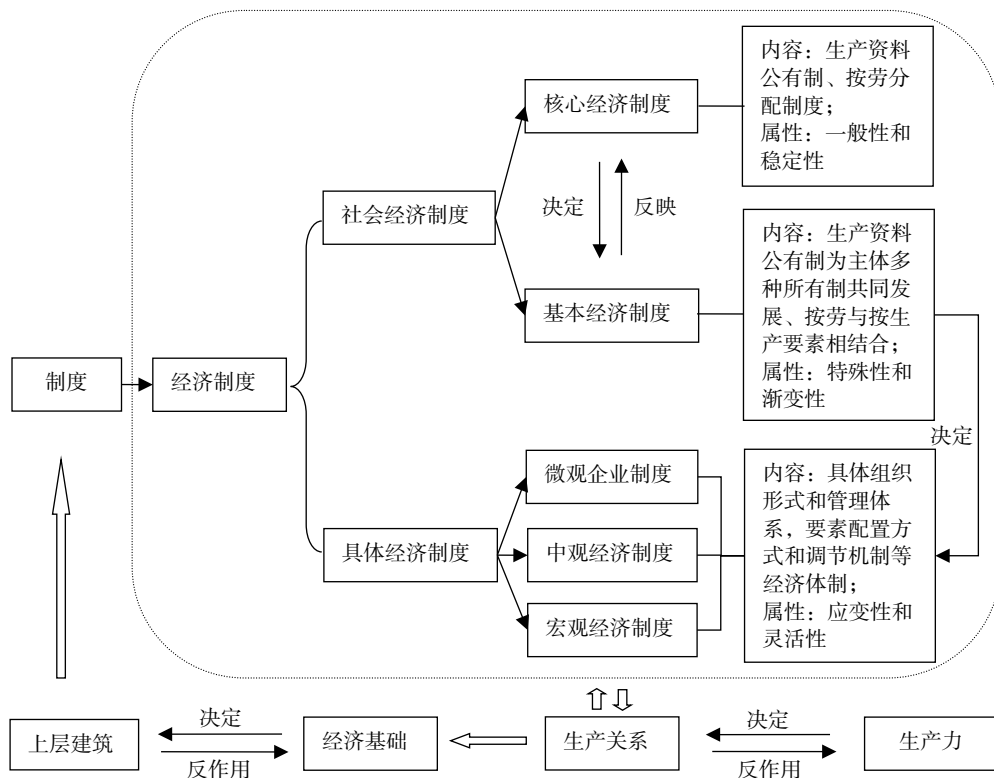 核心经济制度
内容：生产资料
公有制、按劳分
配制度；
属性：一般性和
稳定性
社会经济制度
决定
反映
基本经济制度
内容：生产资料
公有制为主体多
种所有制共同发
展、按劳与按生
产要素相结合；
属性：特殊性和
渐变性
制度
经济制度
决定
微观企业制度
中观经济制度
宏观经济制度
具体经济制度
内容：具体组织
形式和管理体
系，要素配置方
式和调节机制等
经济体制；
属性：应变性和
灵活性
上层建筑
决定
反作用
经济基础
生产关系
决定
反作用
生产力